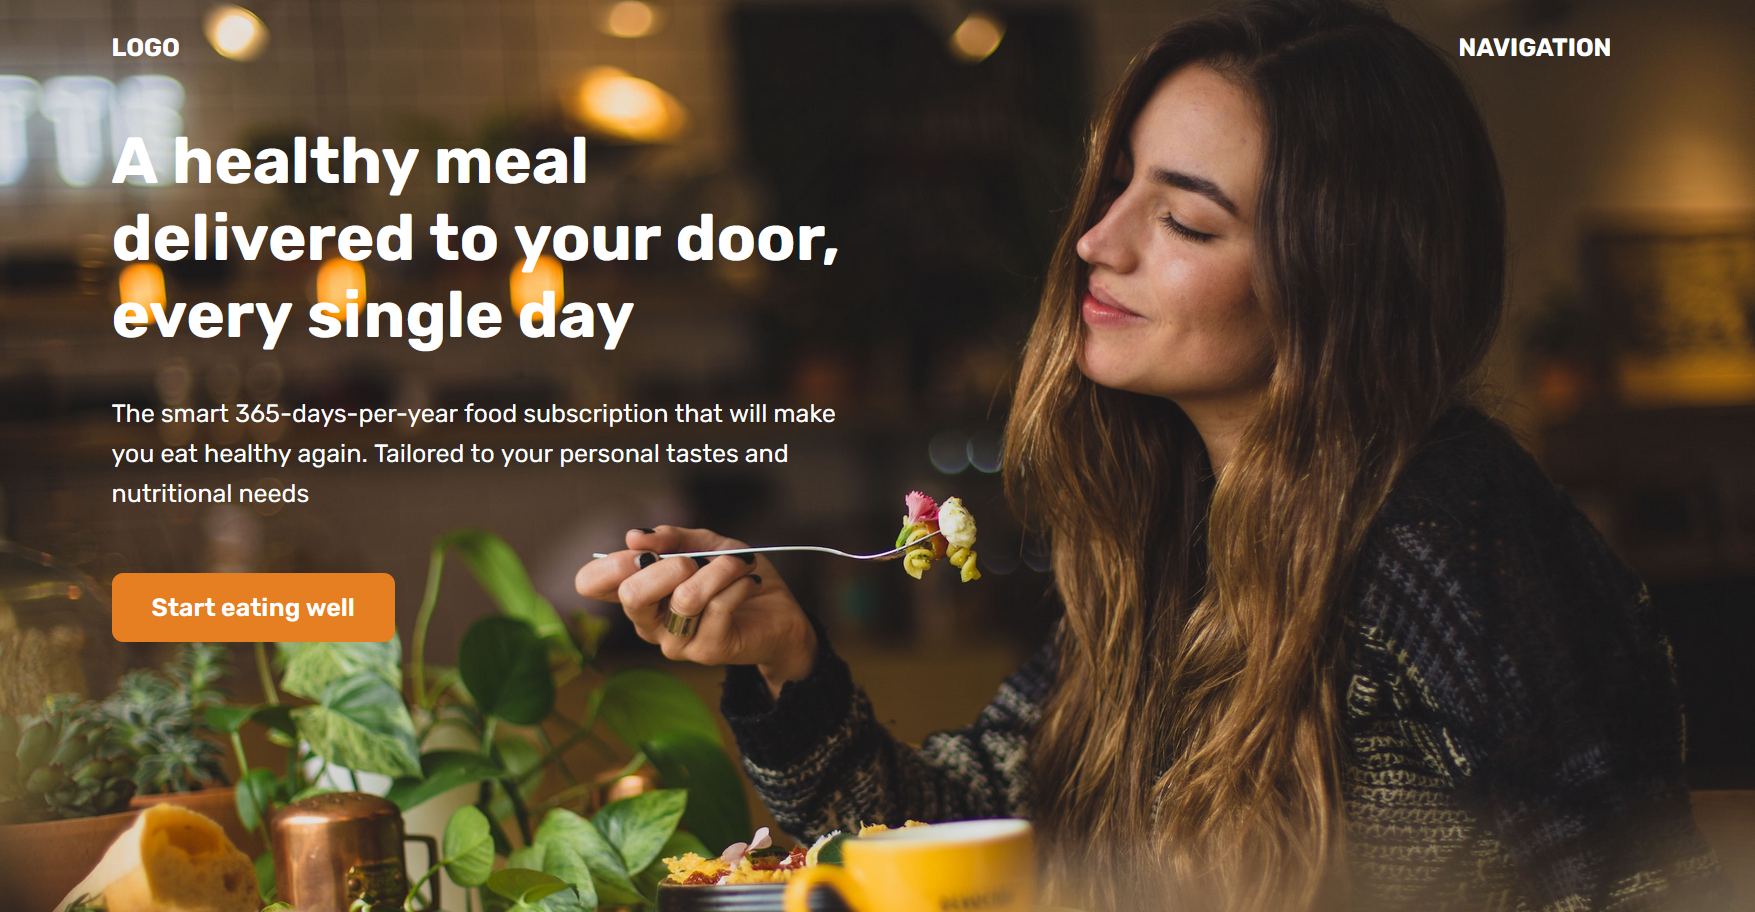 LOGO
NAVIGATION
A healthy meal
delivered to your door,
every single day
The smart 365-days-per-year food subscription that will make
you eat healthy again. Tailored to your personal tastes and
nutritional needs
Start eating well